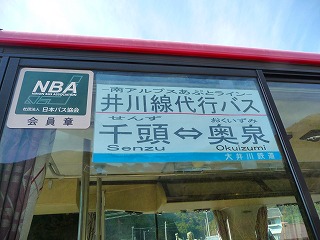 NBA
NIHON BUS ASSOCIATION
社団法人 日本バス協会
会員章
−南アルプスあぷとライン−
井川線代行バス
せんず おくいずみ
千頭⇔奥泉
Senzu Okuizumi
大井川鐵道